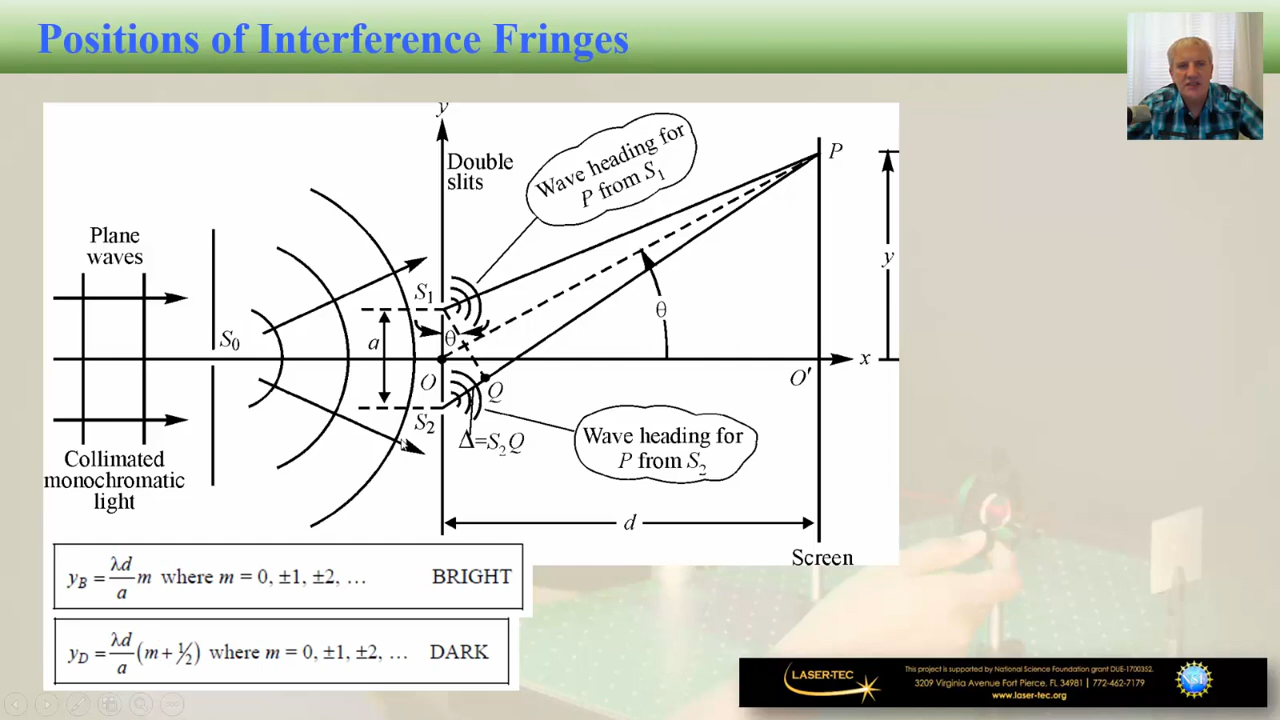 Positions of Interference Fringes
y
Double
slits
Wave heading for
P from S₁
P
Plane
waves
y
S₁
S₀
θ
a
θ
x
O
Q
O'
S₂
Δ=S₂Q
Wave heading for
P from S₂
Collimated
monochromatic
light
d
Screen
y_B = λd/a m where m = 0, ±1, ±2, … BRIGHT
y_D = λd/a (m + ½) where m = 0, ±1, ±2, … DARK
LASER-TEC
This project is supported by National Science Foundation grant DUE-1700352.
3209 Virginia Avenue Fort Pierce, FL 34981 | 772-462-7179
www.laser-tec.org
NSF